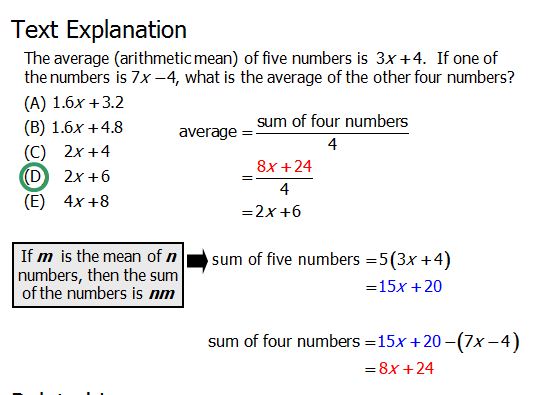 Text Explanation
The average (arithmetic mean) of five numbers is 3x + 4. If one of
the numbers is 7x – 4, what is the average of the other four numbers?
(A) 1.6x + 3.2
(B) 1.6x + 4.8
(C) 2x + 4
(D) 2x + 6
(E) 4x + 8
average = sum of four numbers
4
= 8x + 24
4
= 2x + 6
If m is the mean of n
numbers, then the sum
of the numbers is nm
sum of five numbers = 5(3x + 4)
= 15x + 20
sum of four numbers = 15x + 20 – (7x – 4)
= 8x + 24